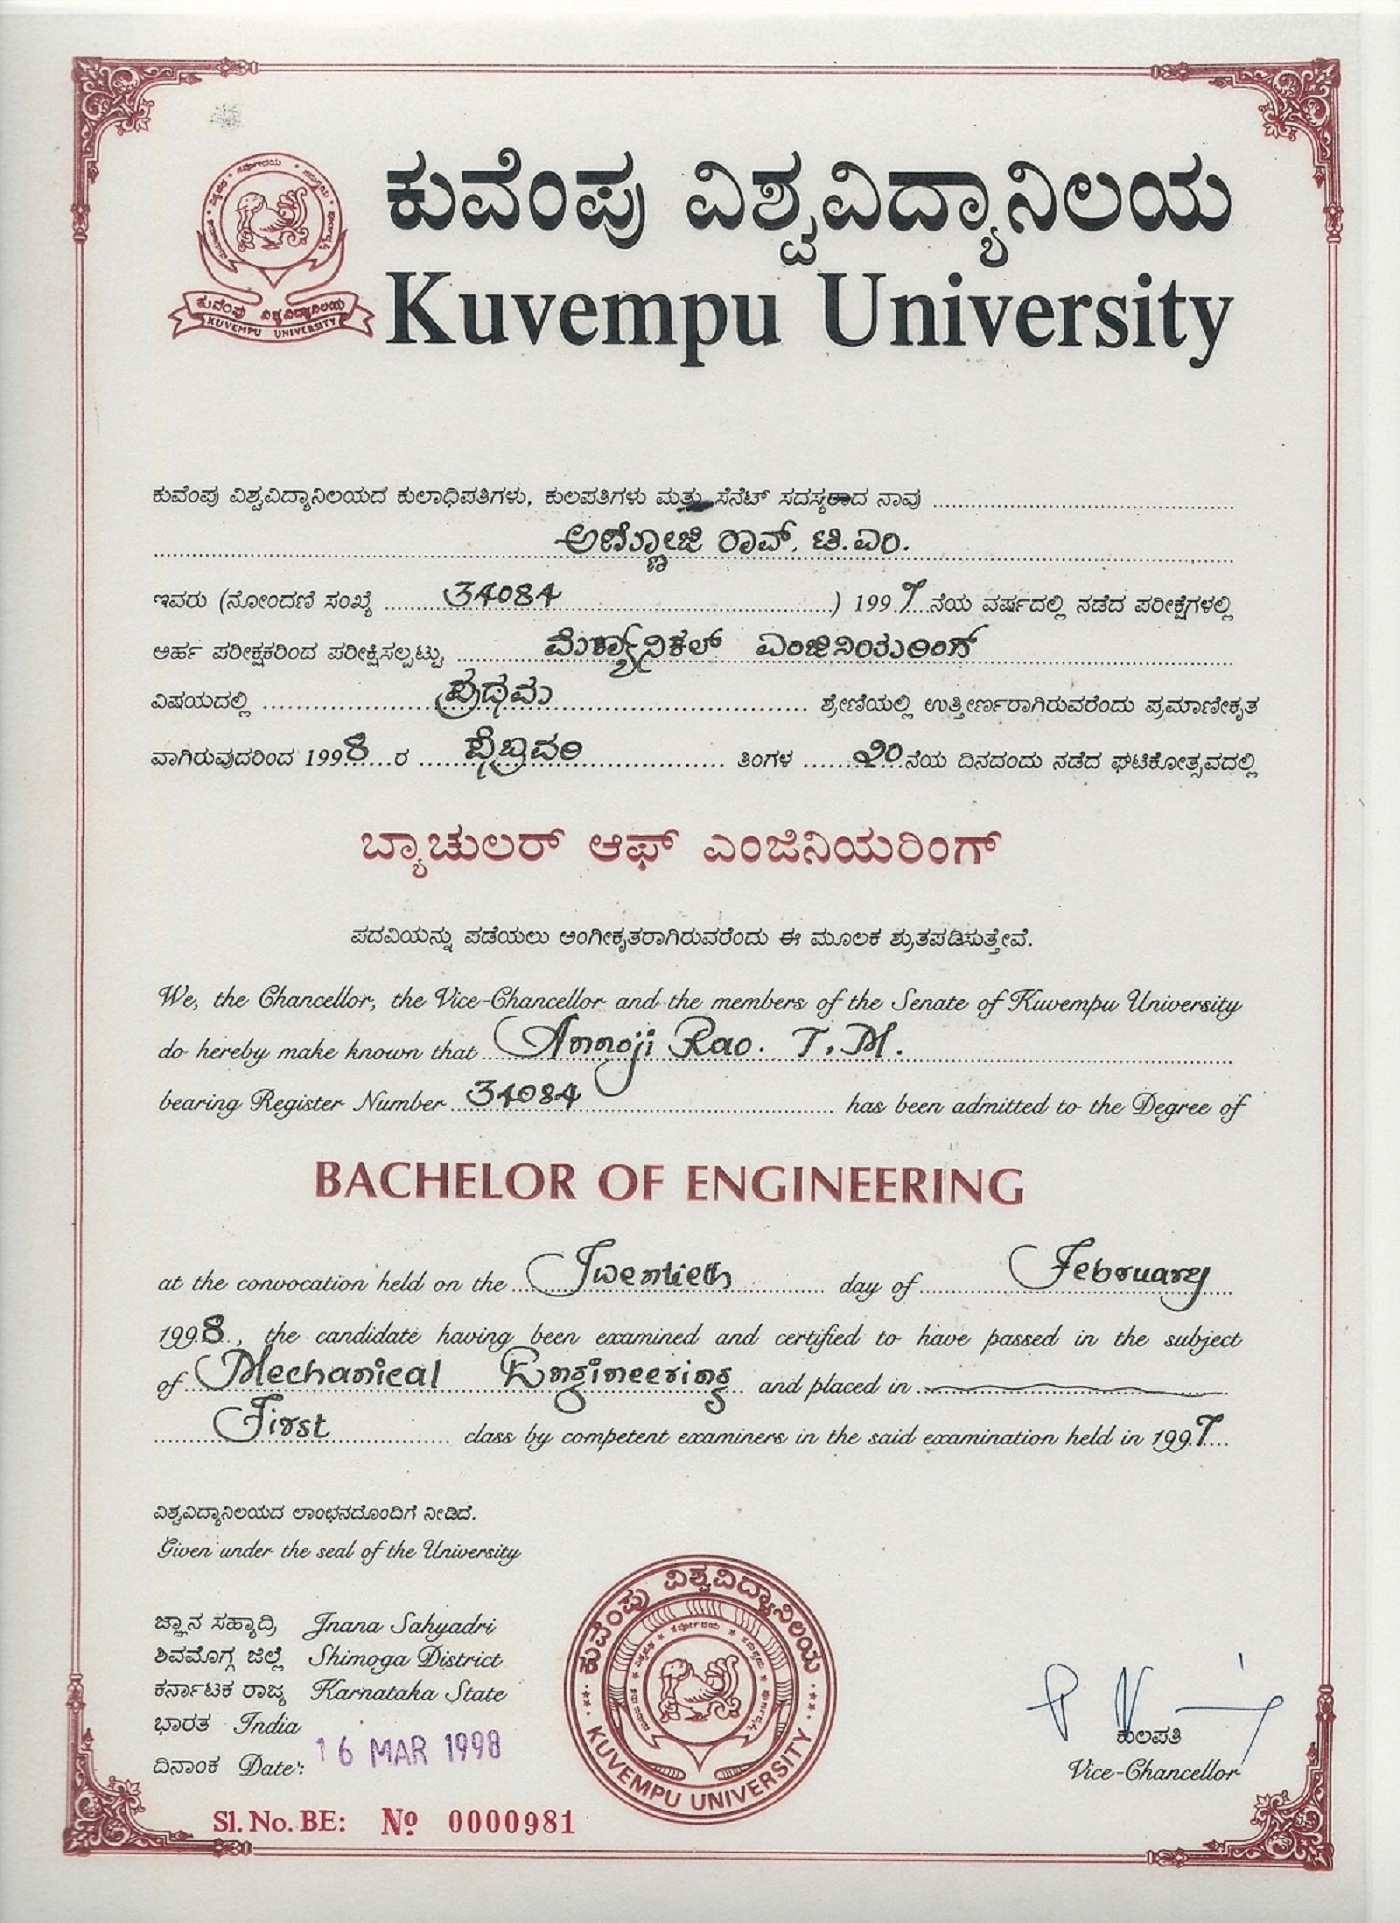 ಕುವೆಂಪು ವಿಶ್ವವಿದ್ಯಾನಿಲಯ
KUVEMPU UNIVERSITY
ಕುವೆಂಪು ವಿಶ್ವವಿದ್ಯಾನಿಲಯ
Kuvempu University
ಕುವೆಂಪು ವಿಶ್ವವಿದ್ಯಾನಿಲಯದ ಕುಲಾಧಿಪತಿಗಳು, ಕುಲಪತಿಗಳು ಮತ್ತು ಸೆನೆಟ್ ಸದಸ್ಯರಾದ ನಾವು
ಅಣ್ಣೋಜಿ ರಾವ್. ಟಿ.ಎಂ.
ಇವರು (ನೋಂದಣಿ ಸಂಖ್ಯೆ 34084 ) 1997 ನೆಯ ವರ್ಷದಲ್ಲಿ ನಡೆದ ಪರೀಕ್ಷೆಗಳಲ್ಲಿ
ಅರ್ಹ ಪರೀಕ್ಷಕರಿಂದ ಪರೀಕ್ಷಿಸಲ್ಪಟ್ಟು ಮೆಕ್ಯಾನಿಕಲ್ ಎಂಜಿನಿಯರಿಂಗ್
ವಿಷಯದಲ್ಲಿ ಪ್ರಥಮ ಶ್ರೇಣಿಯಲ್ಲಿ ಉತ್ತೀರ್ಣರಾಗಿರುವರೆಂದು ಪ್ರಮಾಣೀಕೃತ
ವಾಗಿರುವುದರಿಂದ 1998 ರ ಫೆಬ್ರವರಿ ತಿಂಗಳ ೨೦ ನೆಯ ದಿನದಂದು ನಡೆದ ಘಟಿಕೋತ್ಸವದಲ್ಲಿ
ಬ್ಯಾಚುಲರ್ ಆಫ್ ಎಂಜಿನಿಯರಿಂಗ್
ಪದವಿಯನ್ನು ಪಡೆಯಲು ಅಂಗೀಕೃತರಾಗಿರುವರೆಂದು ಈ ಮೂಲಕ ಶ್ರುತಪಡಿಸುತ್ತೇವೆ.
We, the Chancellor, the Vice-Chancellor and the members of the Senate of Kuvempu University
do hereby make known that Annoji Rao. T.M.
bearing Register Number 34084 has been admitted to the Degree of
BACHELOR OF ENGINEERING
at the convocation held on the Twentieth day of February
1998, the candidate having been examined and certified to have passed in the subject
of Mechanical Engineering and placed in
First class by competent examiners in the said examination held in 1997
ವಿಶ್ವವಿದ್ಯಾನಿಲಯದ ಲಾಂಛನದೊಂದಿಗೆ ನೀಡಿದೆ.
Given under the seal of the University
ಜ್ಞಾನ ಸಹ್ಯಾದ್ರಿ Jnana Sahyadri
ಶಿವಮೊಗ್ಗ ಜಿಲ್ಲೆ Shimoga District
ಕರ್ನಾಟಕ ರಾಜ್ಯ Karnataka State
ಭಾರತ India
ದಿನಾಂಕ Date: 16 MAR 1998
Sl. No. BE: No 0000981
ಕುವೆಂಪು ವಿಶ್ವವಿದ್ಯಾನಿಲಯ
KUVEMPU UNIVERSITY
ಕುಲಪತಿ
Vice-Chancellor